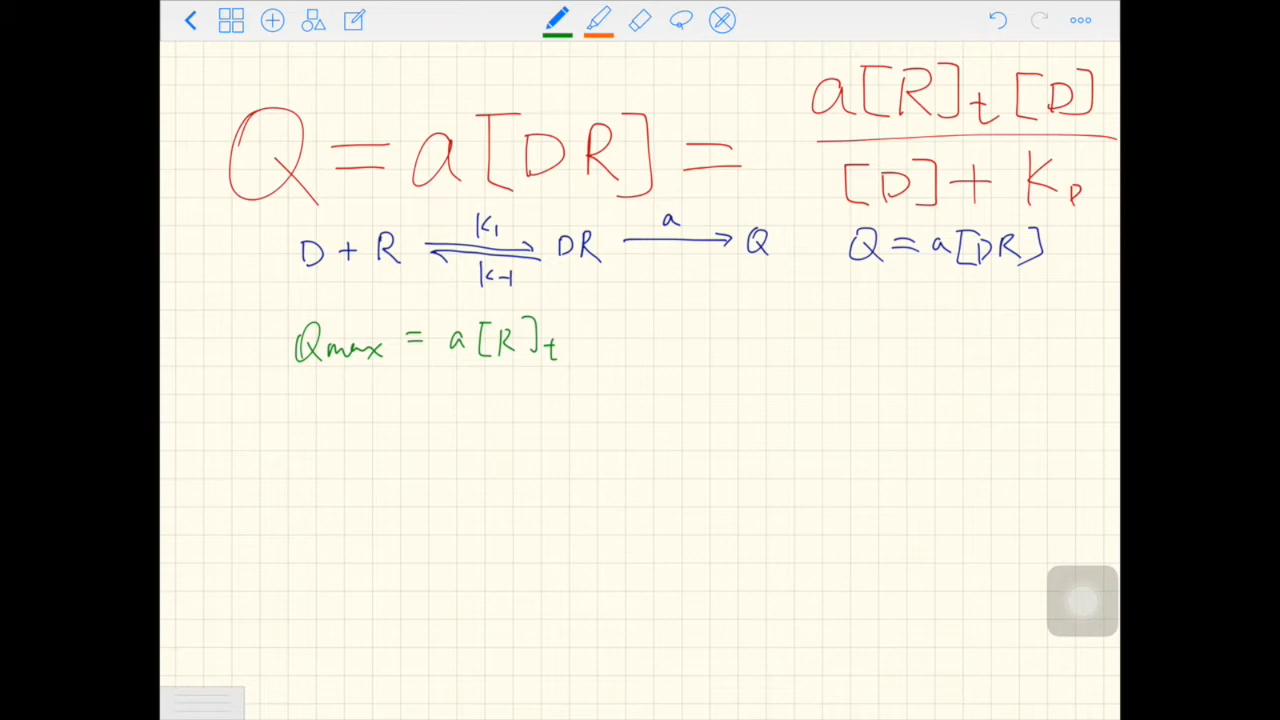 Q = a[DR] = a[R]t [D] / [D] + KD
D + R ⇌ DR → Q Q = a[DR]
K1 K-1 a
Qmax = a[R]t